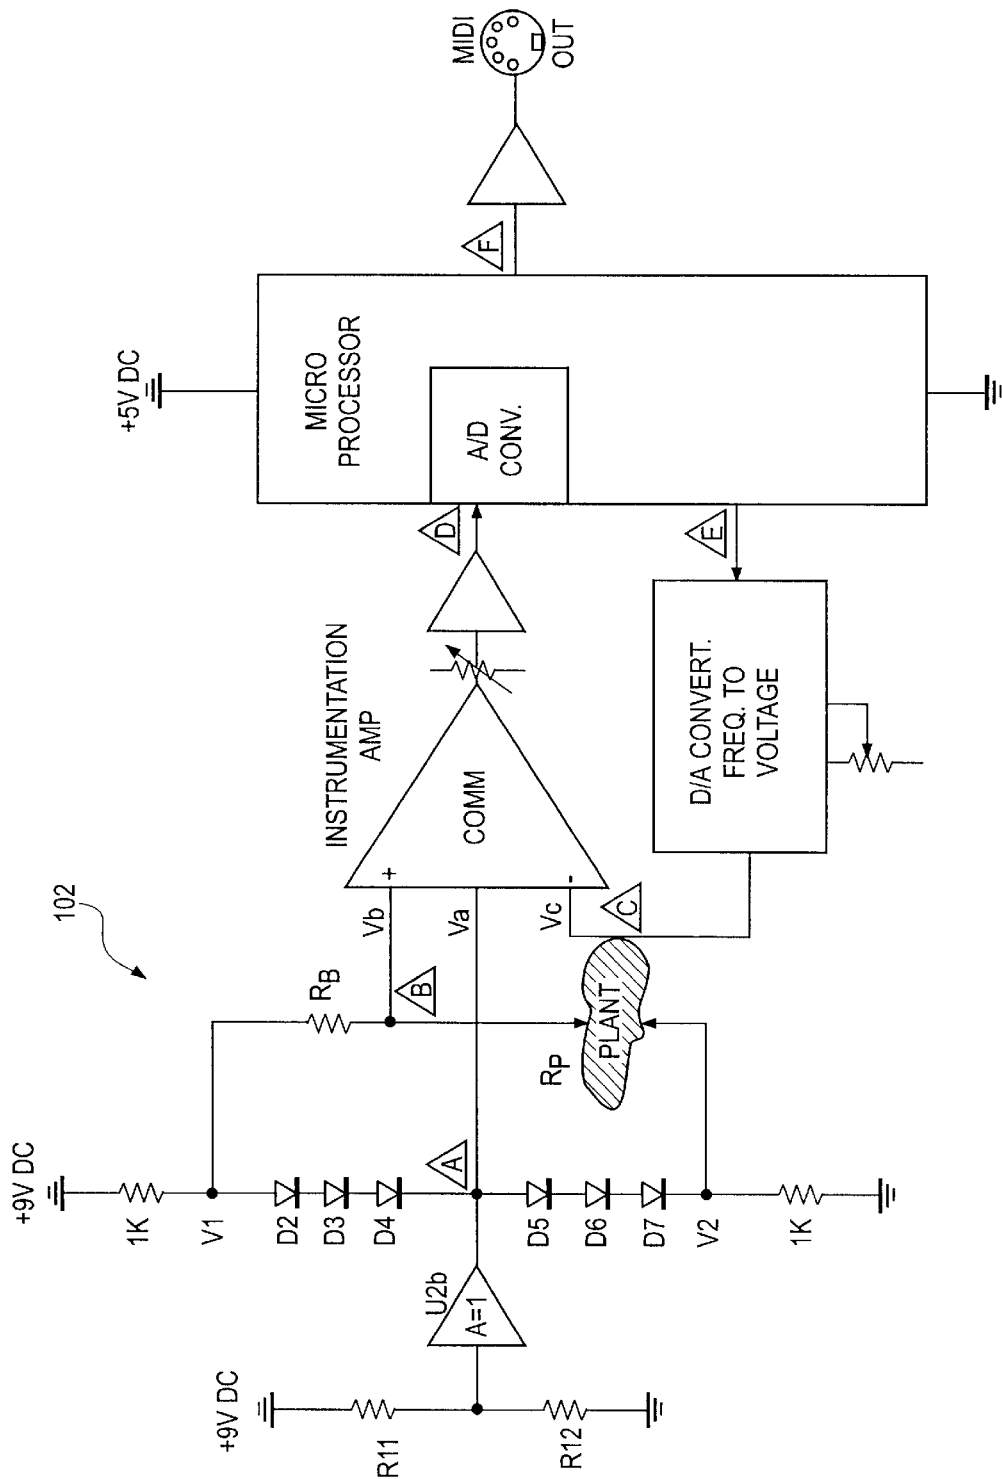 102
+9V DC
R11
R12
U2b
A=1
+9V DC
1K
V1
D2
D3
D4
A
D5
D6
D7
V2
1K
RB
B
Vb
Va
Vc
C
RP
PLANT
INSTRUMENTATION
AMP
+
COMM
-
D
D/A CONVERT.
FREQ. TO
VOLTAGE
E
+5V DC
MICRO
PROCESSOR
A/D
CONV.
F
MIDI
OUT